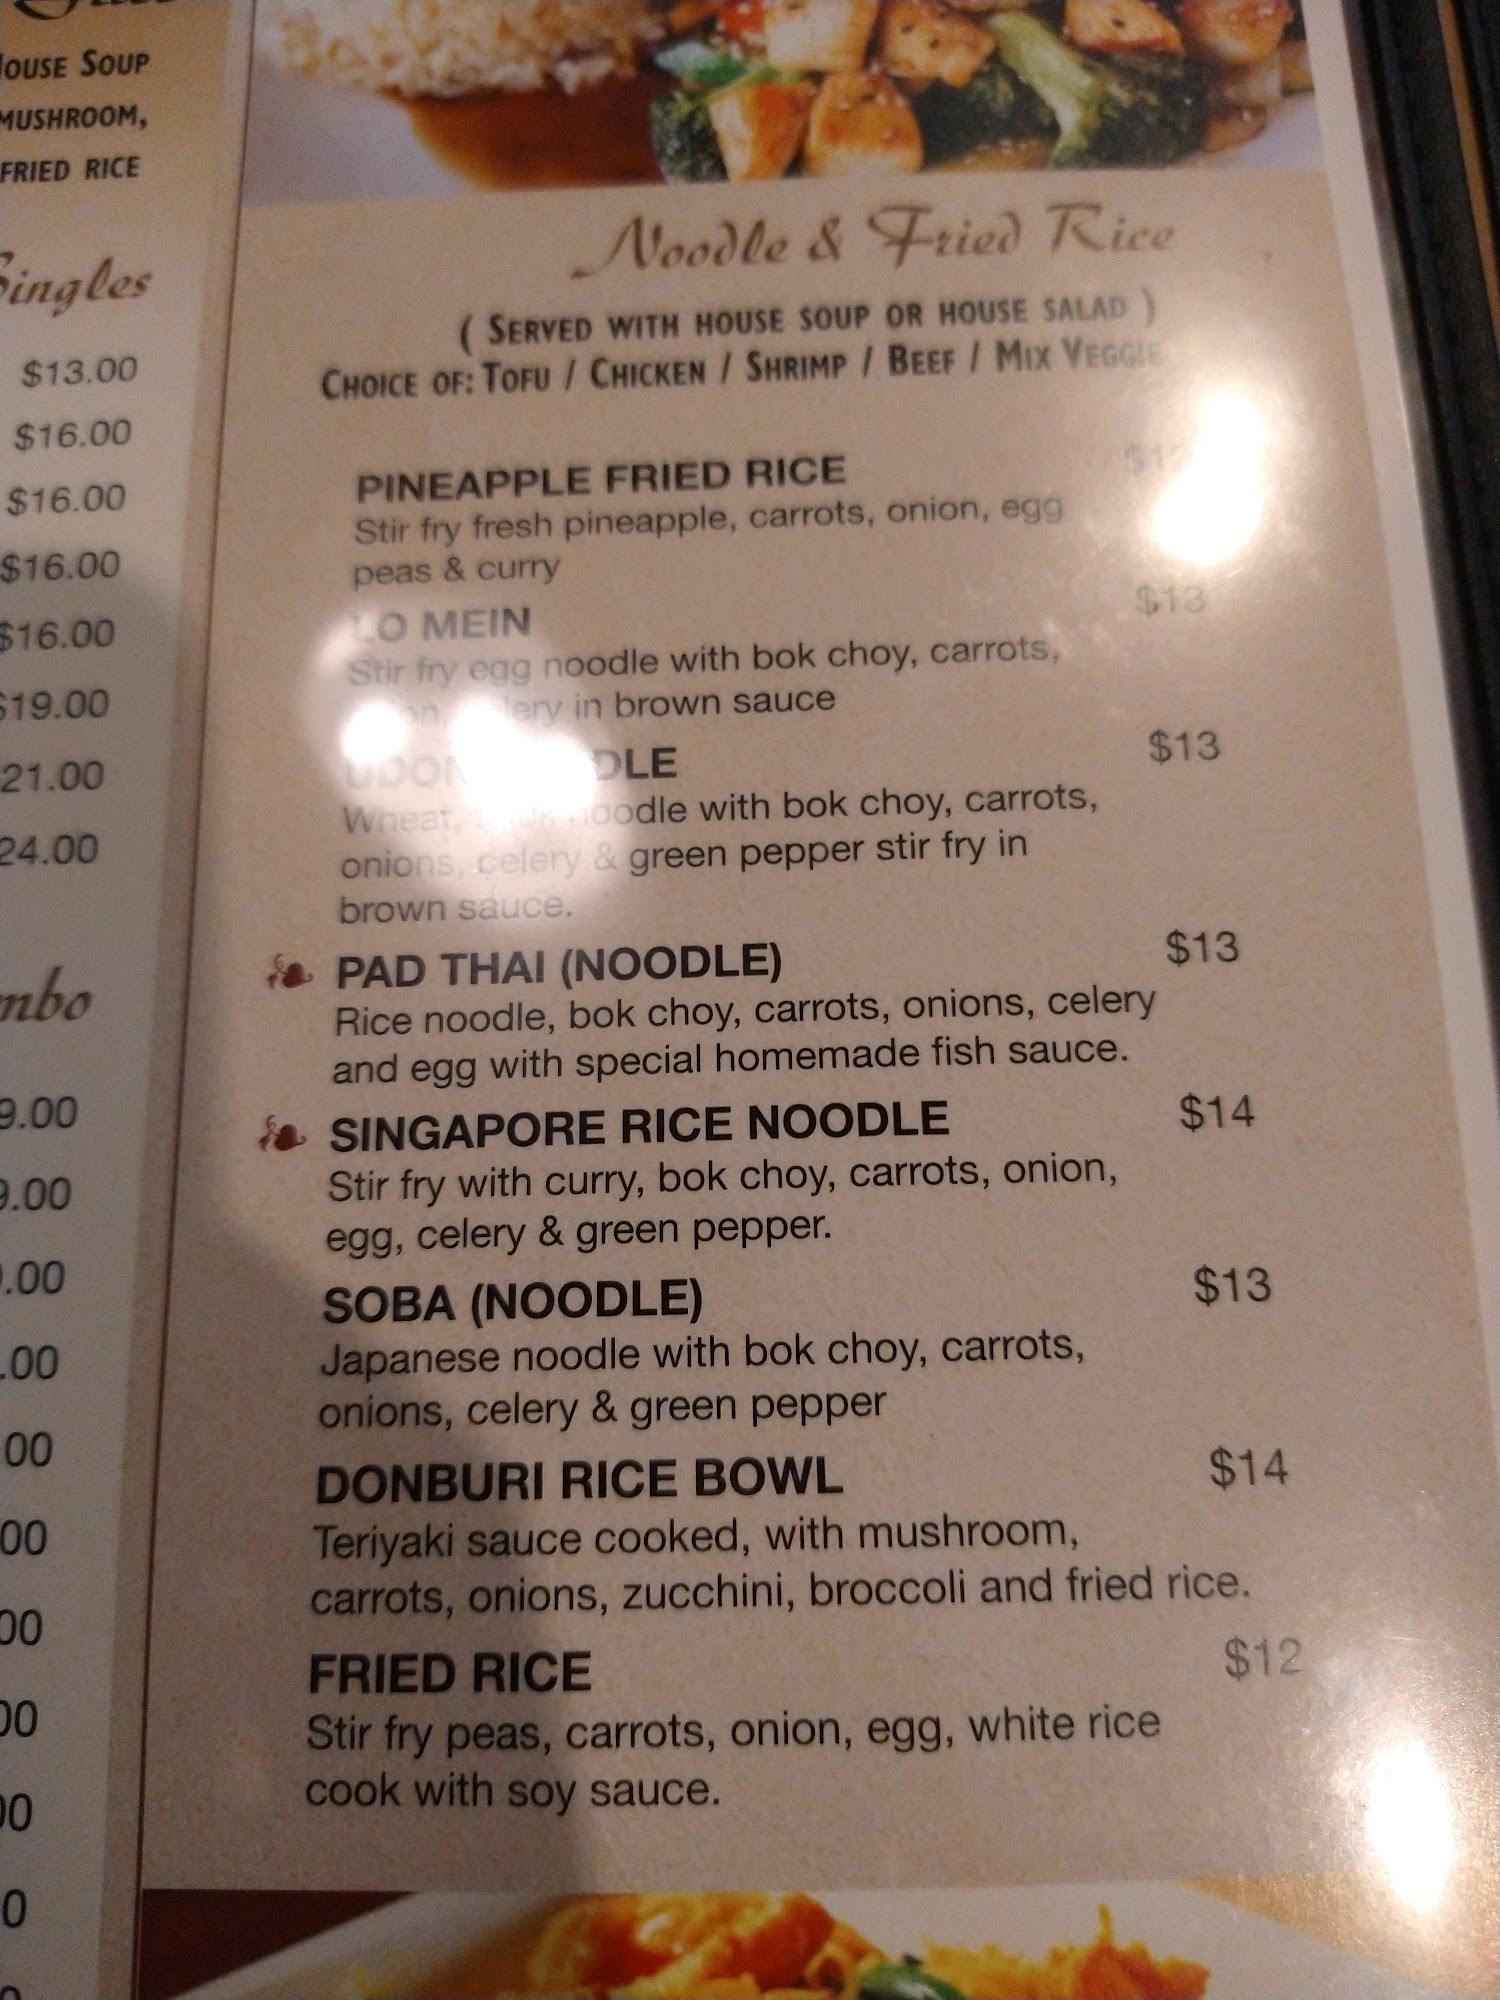 HOUSE SOUP
MUSHROOM,
FRIED RICE
Singles
$13.00
$16.00
$16.00
$16.00
$16.00
$19.00
21.00
24.00
9.00
9.00
.00
.00
00
00
00
00
00
0
Noodle & Fried Rice
( SERVED WITH HOUSE SOUP OR HOUSE SALAD )
CHOICE OF: TOFU / CHICKEN / SHRIMP / BEEF / MIX VEGGIE
PINEAPPLE FRIED RICE
Stir fry fresh pineapple, carrots, onion, egg
peas & curry
LO MEIN $13
Stir fry egg noodle with bok choy, carrots,
in brown sauce
UDON NOODLE $13
Wheat, noodle with bok choy, carrots,
onions, celery & green pepper stir fry in
brown sauce.
PAD THAI (NOODLE) $13
Rice noodle, bok choy, carrots, onions, celery
and egg with special homemade fish sauce.
SINGAPORE RICE NOODLE $14
Stir fry with curry, bok choy, carrots, onion,
egg, celery & green pepper.
SOBA (NOODLE) $13
Japanese noodle with bok choy, carrots,
onions, celery & green pepper
DONBURI RICE BOWL $14
Teriyaki sauce cooked, with mushroom,
carrots, onions, zucchini, broccoli and fried rice.
FRIED RICE $12
Stir fry peas, carrots, onion, egg, white rice
cook with soy sauce.